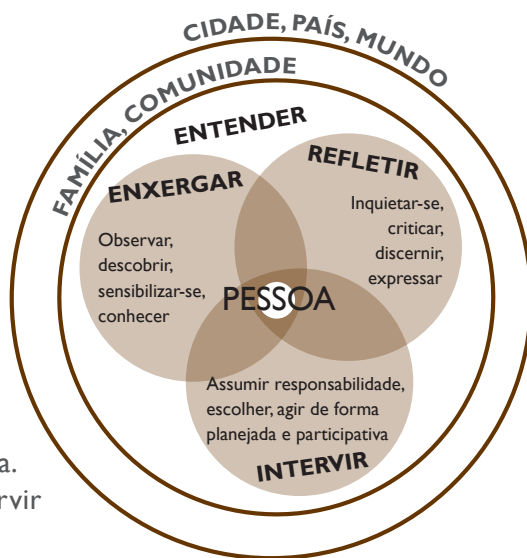 CIDADE, PAÍS, MUNDO
FAMÍLIA, COMUNIDADE
ENTENDER
ENXERGAR
Observar,
descobrir,
sensibilizar-se,
conhecer
REFLETIR
Inquietar-se,
criticar,
discernir,
expressar
PESSOA
Assumir responsabilidade,
escolher, agir de forma
planejada e participativa
INTERVIR
a.
rvir